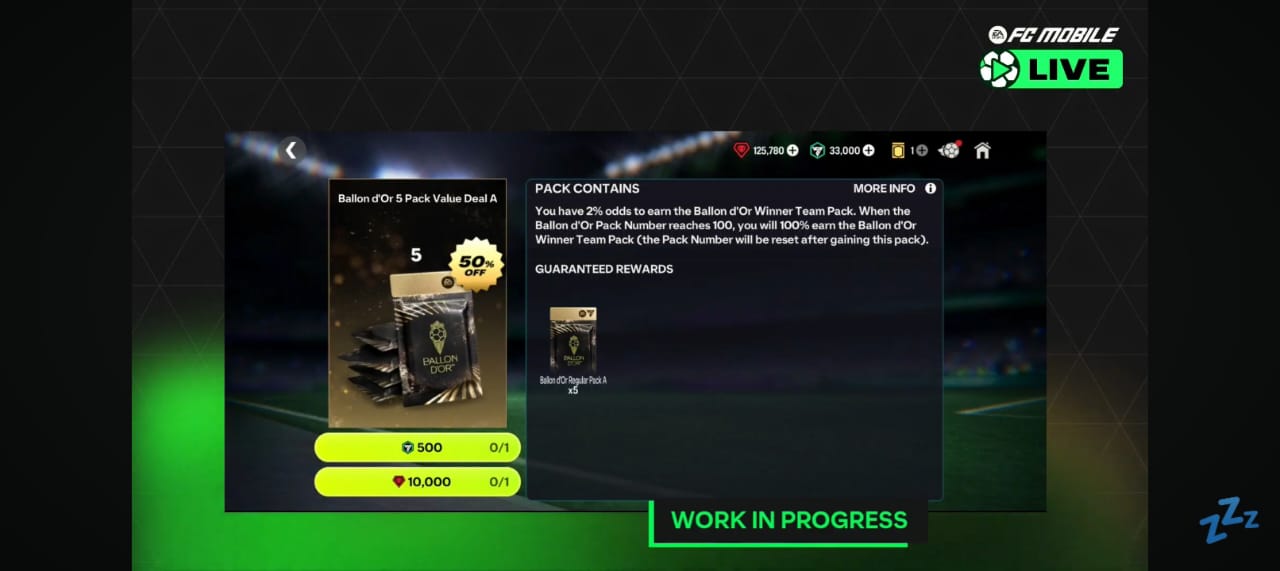 FC MOBILE
LIVE
125,780
33,000
1
Ballon d'Or 5 Pack Value Deal A
5
50%
OFF
BALLON
D'OR
500 0/1
10,000 0/1
PACK CONTAINS
MORE INFO
You have 2% odds to earn the Ballon d'Or Winner Team Pack. When the
Ballon d'Or Pack Number reaches 100, you will 100% earn the Ballon d'Or
Winner Team Pack (the Pack Number will be reset after gaining this pack).
GUARANTEED REWARDS
BALLON
D'OR
Ballon d'Or Regular Pack A
x5
WORK IN PROGRESS
ZZZ